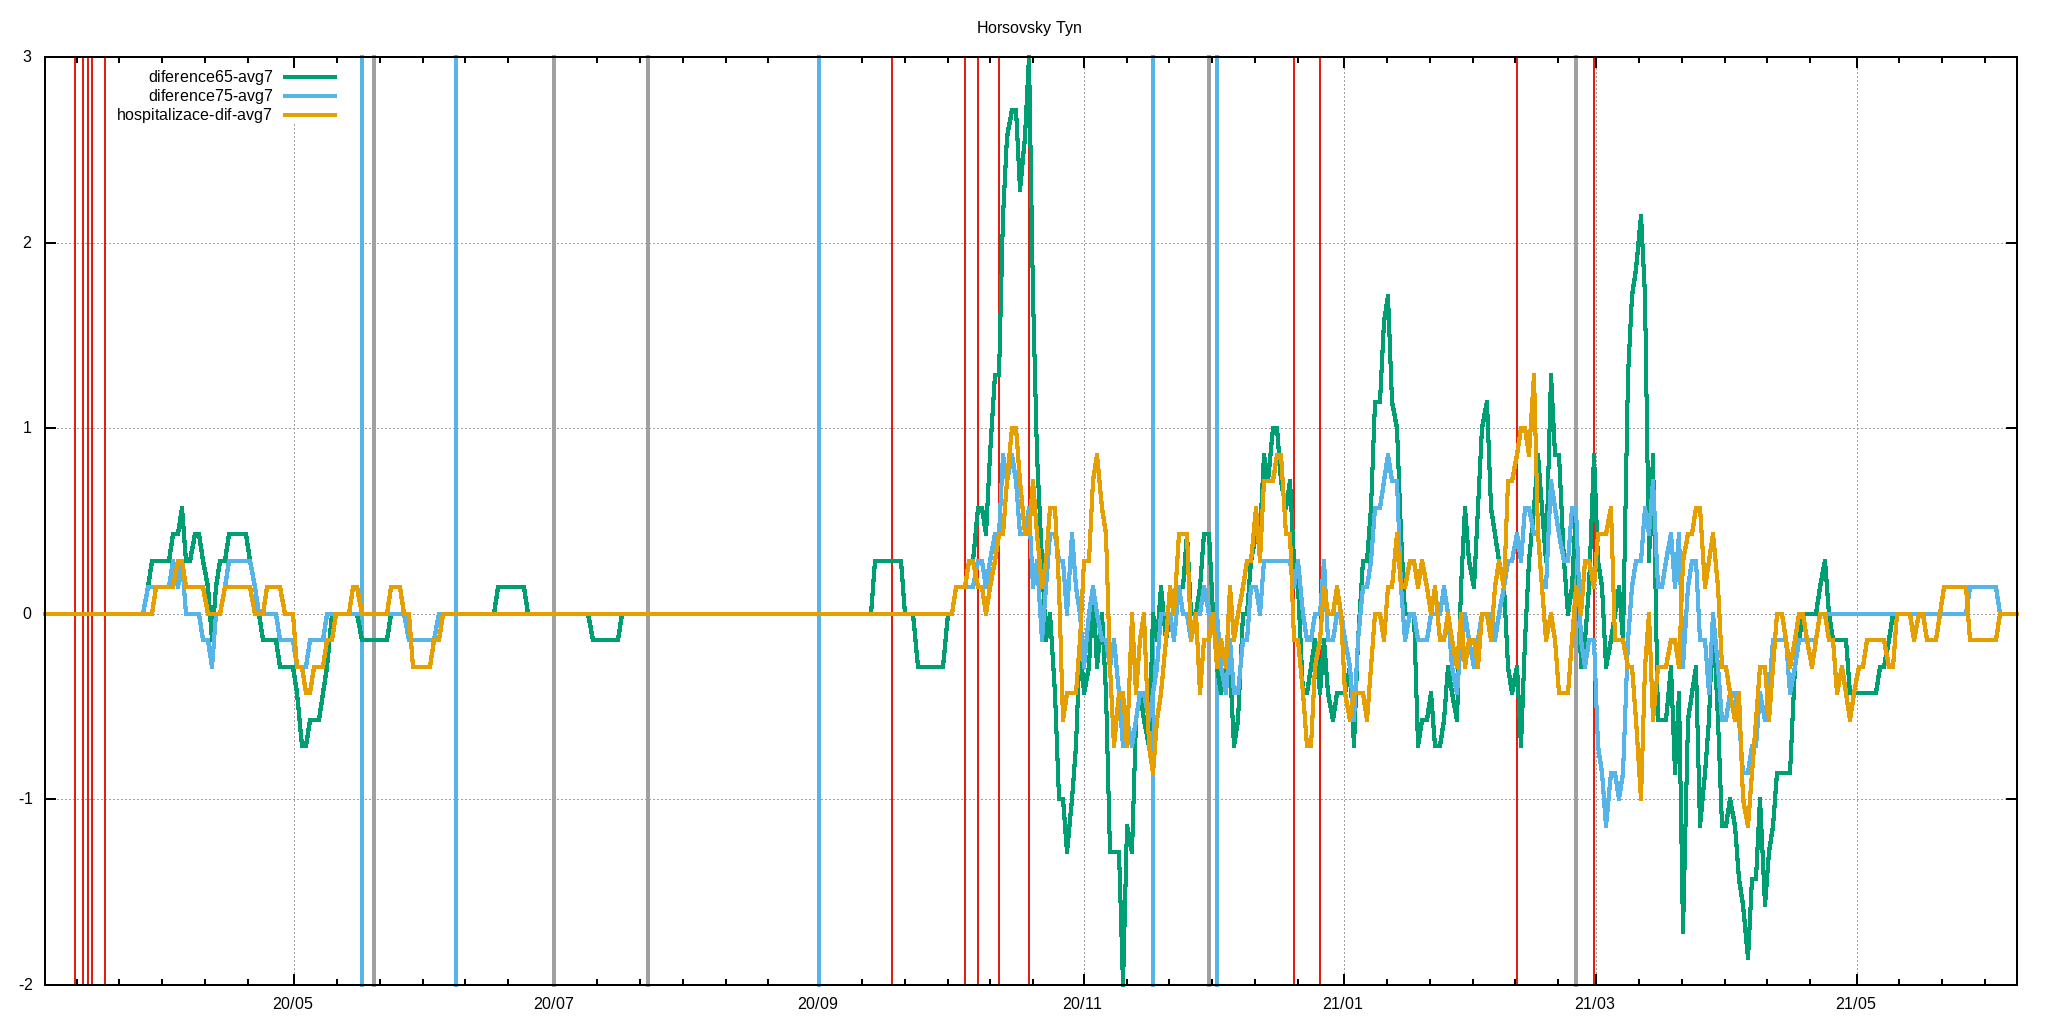 Horsovsky Tyn
3
diference65-avg7
diference75-avg7
hospitalizace-dif-avg7
2
1
0
-1
-2
20/05 20/07 20/09 20/11 21/01 21/03 21/05